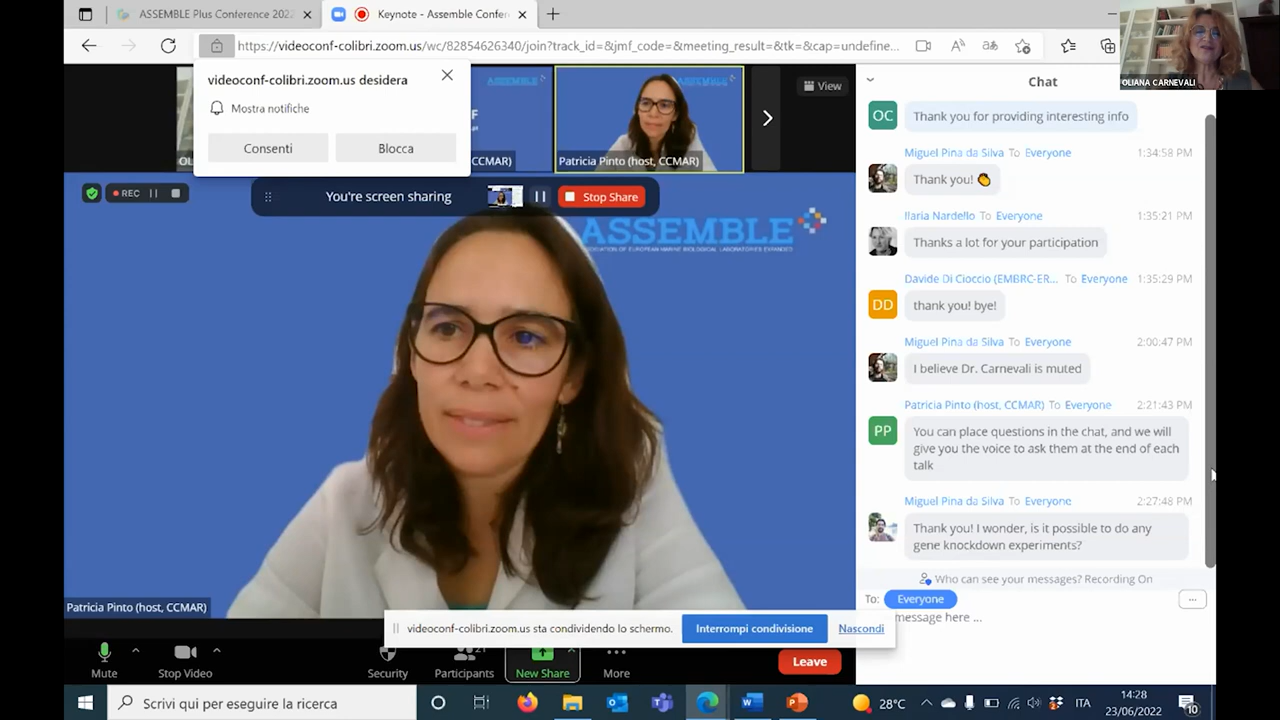 ASSEMBLE Plus Conference 2022
Keynote - Assemble Confer
https://videoconf-colibri.zoom.us/wc/82854626340/join?track_id=&jmf_code=&meeting_result=&tk=&cap=undefine...
OLIANA CARNEVALI
videoconf-colibri.zoom.us desidera
Mostra notifiche
Consenti
Blocca
CCMAR)
Patricia Pinto (host, CCMAR)
View
REC
You're screen sharing
Stop Share
ASSEMBLE
ASSOCIATION OF EUROPEAN MARINE BIOLOGICAL LABORATORIES EXPANDED
Patricia Pinto (host, CCMAR)
Chat
OC
Thank you for providing interesting info
Miguel Pina da Silva To Everyone 1:34:58 PM
Thank you! 👏
Ilaria Nardello To Everyone 1:35:21 PM
Thanks a lot for your participation
Davide Di Cioccio (EMBRC-ER... To Everyone 1:35:29 PM
DD
thank you! bye!
Miguel Pina da Silva To Everyone 2:00:47 PM
I believe Dr. Carnevali is muted
Patricia Pinto (host, CCMAR) To Everyone 2:21:43 PM
PP
You can place questions in the chat, and we will
give you the voice to ask them at the end of each
talk
Miguel Pina da Silva To Everyone 2:27:48 PM
Thank you! I wonder, is it possible to do any
gene knockdown experiments?
Who can see your messages? Recording On
To: Everyone
message here ...
videoconf-colibri.zoom.us sta condividendo lo schermo.
Interrompi condivisione
Nascondi
Mute
Stop Video
Security
Participants
21
New Share
More
Leave
Scrivi qui per eseguire la ricerca
28°C
ITA
14:28
23/06/2022
10